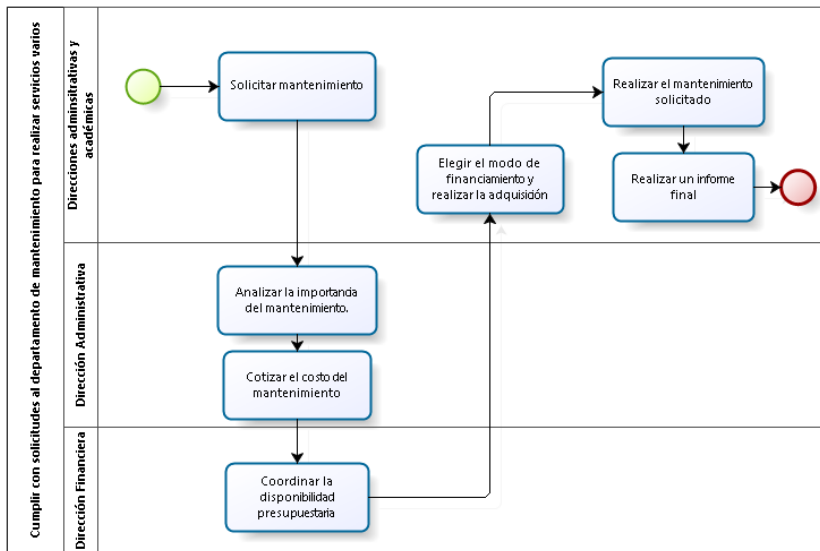 Cumplir con solicitudes al departamento de mantenimiento para realizar servicios varios
Direcciones adminsitrativas y
académicas
Solicitar mantenimiento
Elegir el modo de
financiamiento y
realizar la adquisición
Realizar el mantenimiento
solicitado
Realizar un informe
final
Dirección Administrativa
Analizar la importancia
del mantenimiento.
Cotizar el costo del
mantenimiento
Dirección Financiera
Coordinar la
disponibilidad
presupuestaria